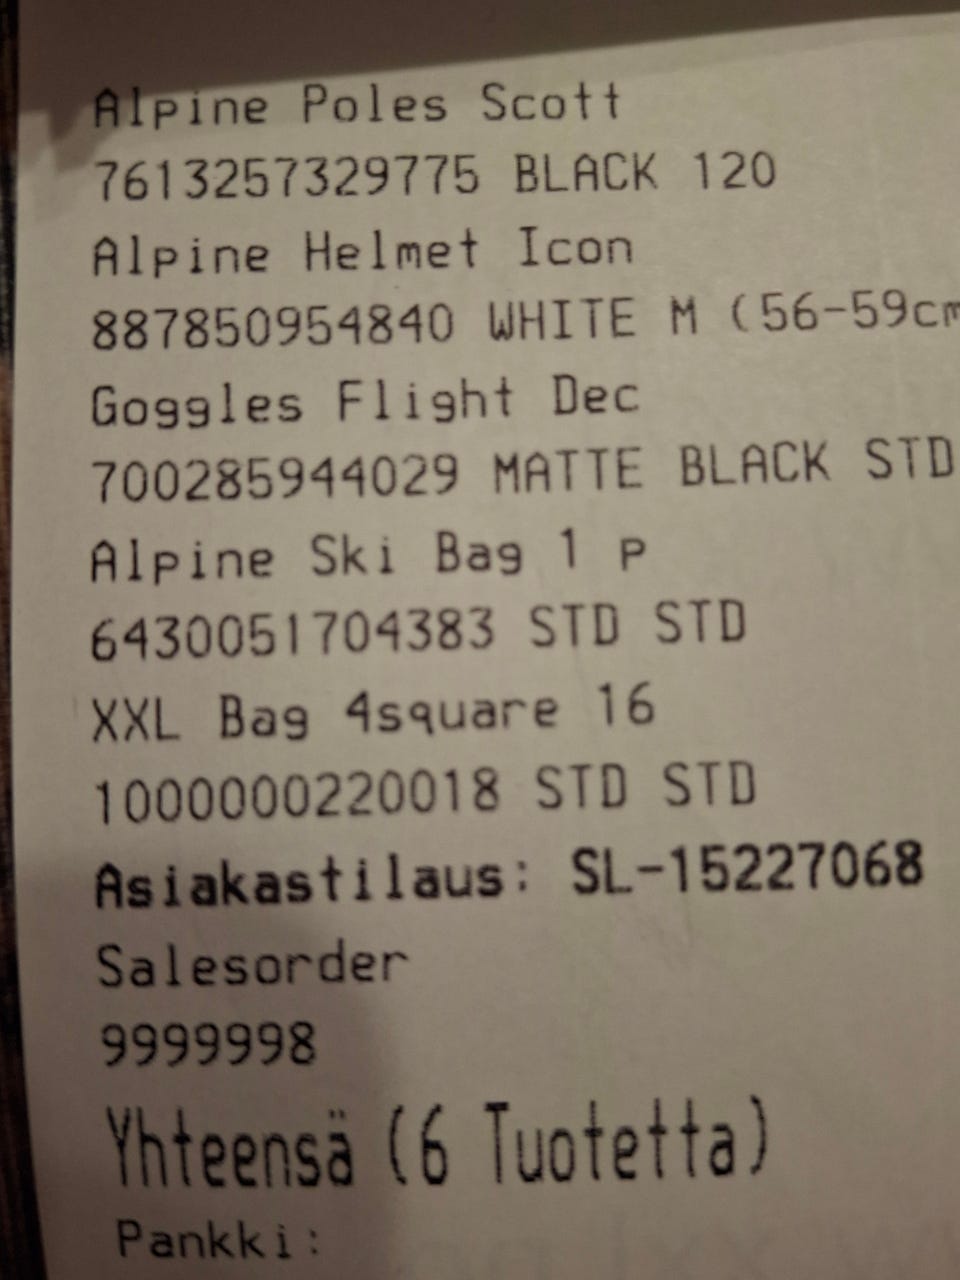 Alpine Poles Scott
7613257329775 BLACK 120
Alpine Helmet Icon
887850954840 WHITE M (56-59cm
Goggles Flight Dec
700285944029 MATTE BLACK STD
Alpine Ski Bag 1 P
6430051704383 STD STD
XXL Bag 4square 16
1000000220018 STD STD
Asiakastilaus: SL-15227068
Salesorder
9999998
Yhteensä (6 Tuotetta)
Pankki: